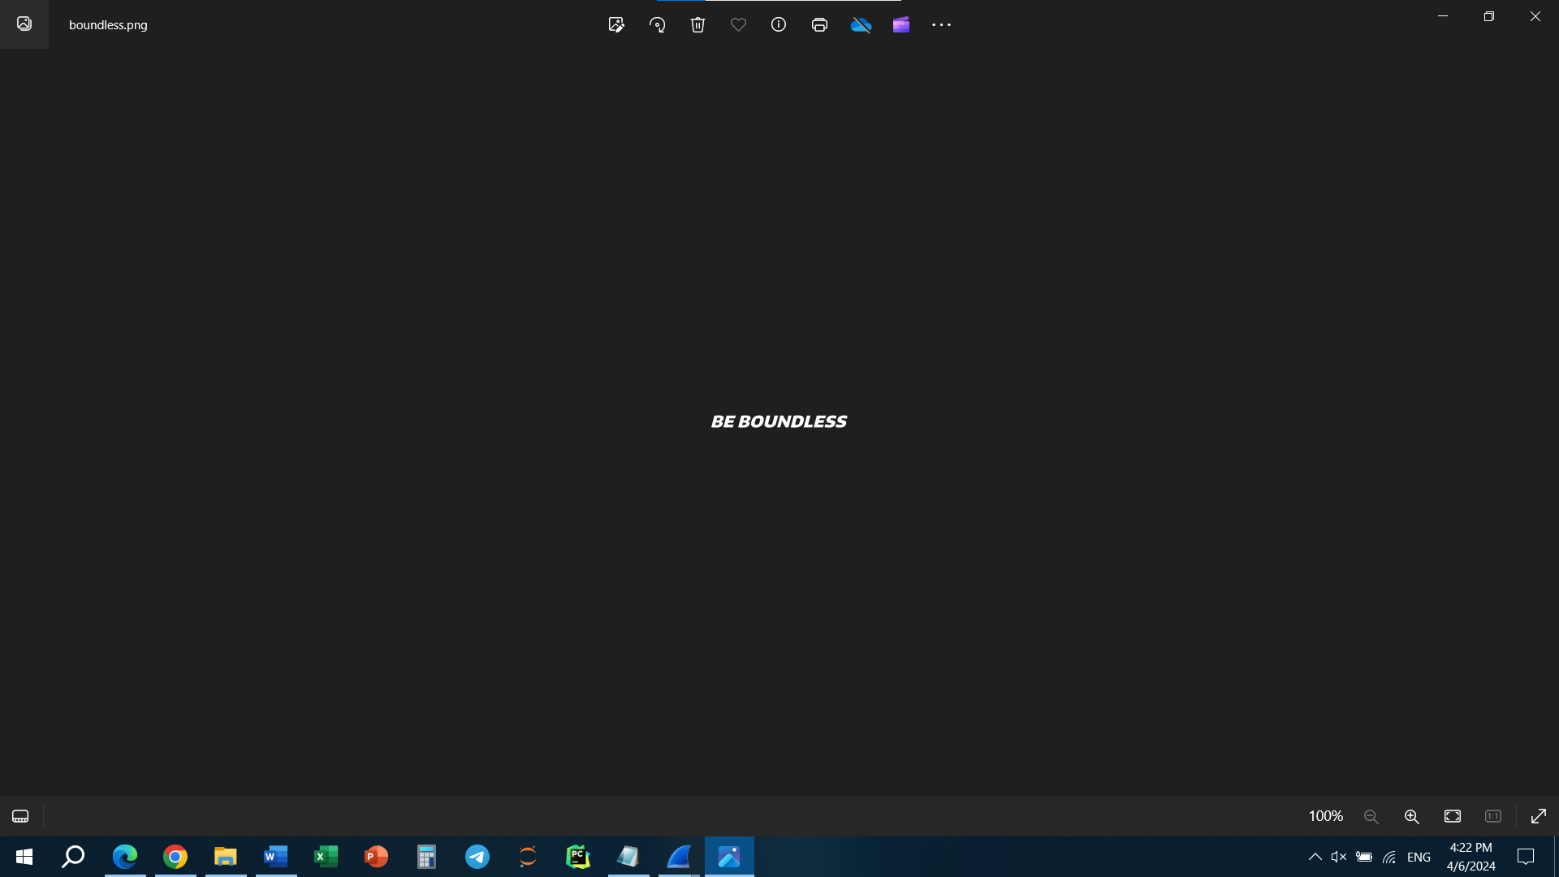 boundless.png
BE BOUNDLESS
100%
ENG
4:22 PM
4/6/2024